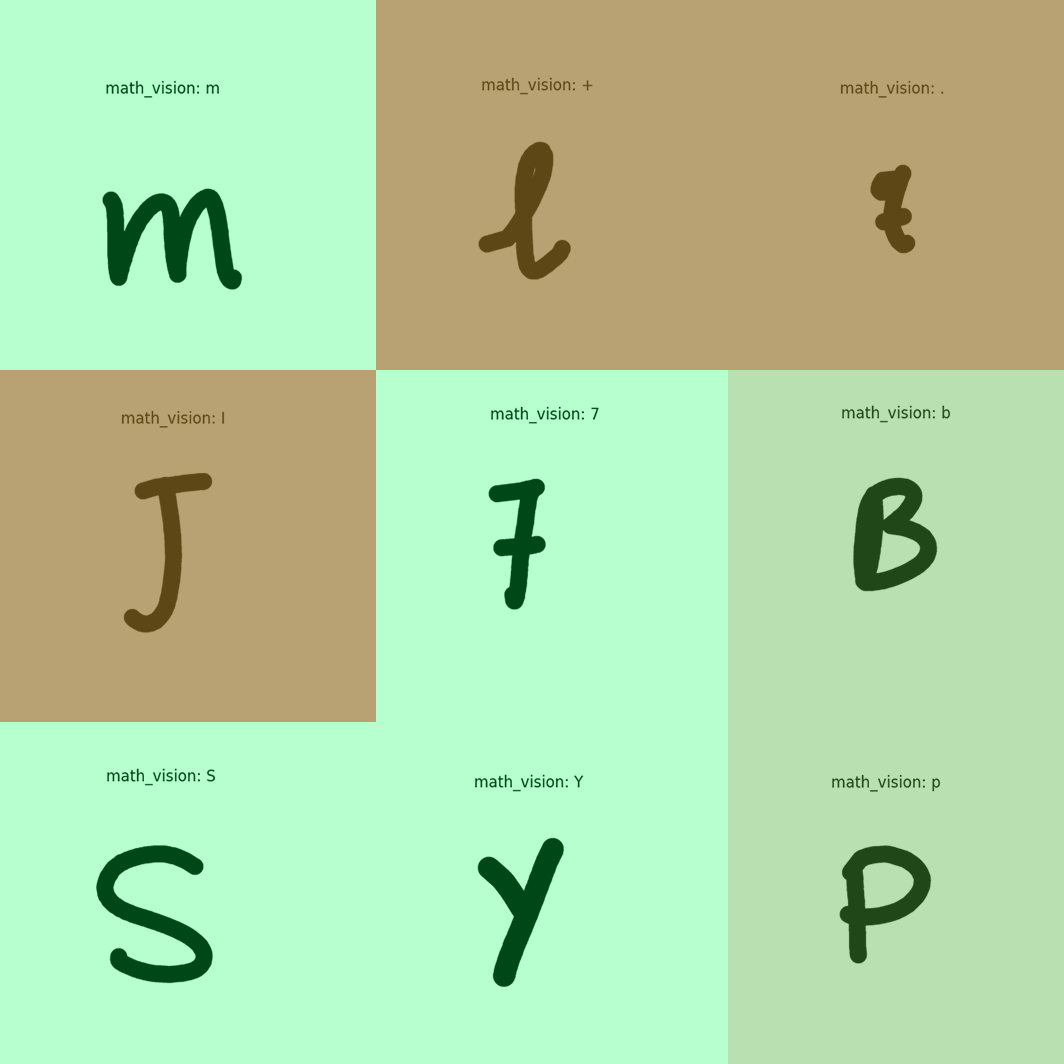 math_vision: m
math_vision: +
math_vision: .
m
l
math_vision: I
math_vision: 7
math_vision: b
J
7
B
math_vision: S
math_vision: Y
math_vision: p
S
Y
P